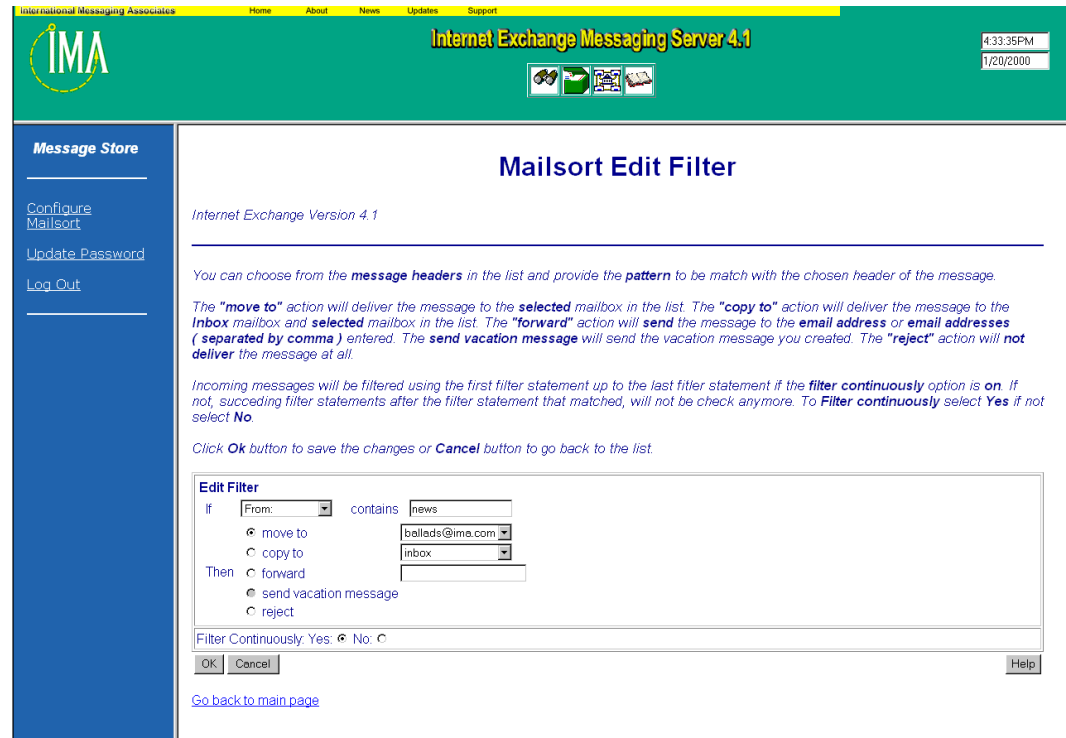 International Messaging Associates Home About News Updates Support
IMA
Internet Exchange Messaging Server 4.1
4:33:35PM
1/20/2000
Message Store
Configure
Mailsort
Update Password
Log Out
Mailsort Edit Filter
Internet Exchange Version 4.1
You can choose from the message headers in the list and provide the pattern to be match with the chosen header of the message.
The "move to" action will deliver the message to the selected mailbox in the list. The "copy to" action will deliver the message to the
Inbox mailbox and selected mailbox in the list. The "forward" action will send the message to the email address or email addresses
( separated by comma ) entered. The send vacation message will send the vacation message you created. The "reject" action will not
deliver the message at all.
Incoming messages will be filtered using the first filter statement up to the last fitler statement if the filter continuously option is on. If
not, succeding filter statements after the filter statement that matched, will not be check anymore. To Filter continuously select Yes if not
select No.
Click Ok button to save the changes or Cancel button to go back to the list.
Edit Filter
If From: contains news
move to ballads@ima.com
copy to inbox
Then forward
send vacation message
reject
Filter Continuously: Yes: No:
OK Cancel Help
Go back to main page